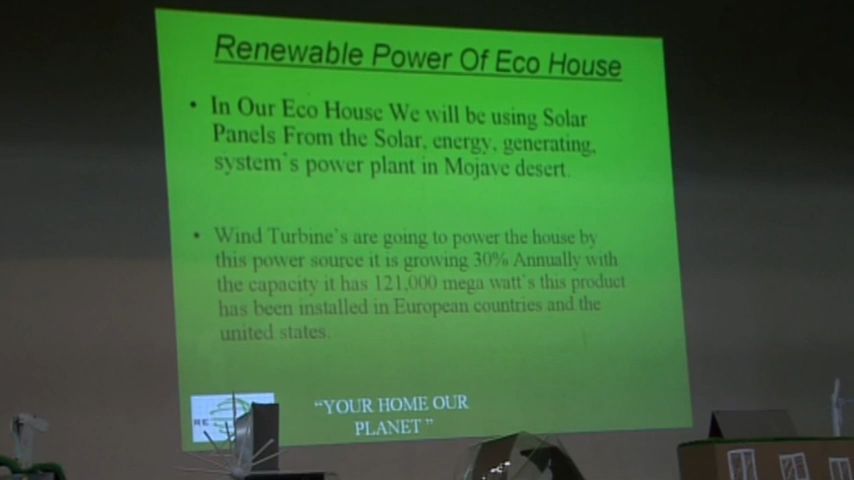 Renewable Power Of Eco House
• In Our Eco House We will be using Solar
Panels From the Solar, energy, generating,
system`s power plant in Mojave desert.
• Wind Turbine`s are going to power the house by
this power source it is growing 30% Annually with
the capacity it has 121,000 mega watt`s this product
has been installed in European countries and the
united states.
RE
“YOUR HOME OUR
PLANET ”